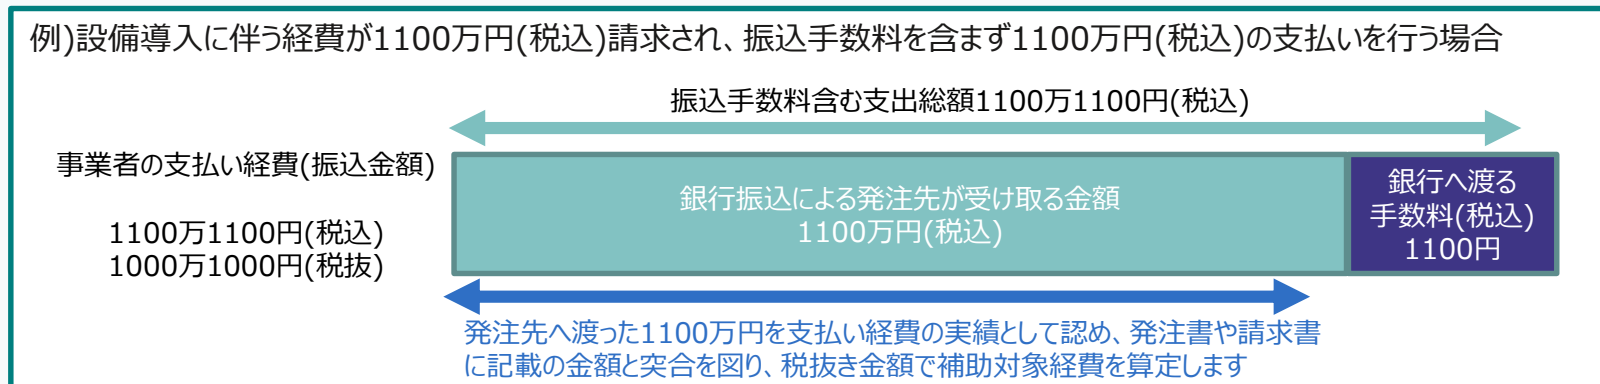 例)設備導入に伴う経費が1100万円(税込)請求され、振込手数料を含まず1100万円(税込)の支払いを行う場合
振込手数料含む支出総額1100万1100円(税込)
事業者の支払い経費(振込金額)
1100万1100円(税込)
1000万1000円(税抜)
銀行振込による発注先が受け取る金額
1100万円(税込)
銀行へ渡る
手数料(税込)
1100円
発注先へ渡った1100万円を支払い経費の実績として認め、発注書や請求書
に記載の金額と突合を図り、税抜き金額で補助対象経費を算定します